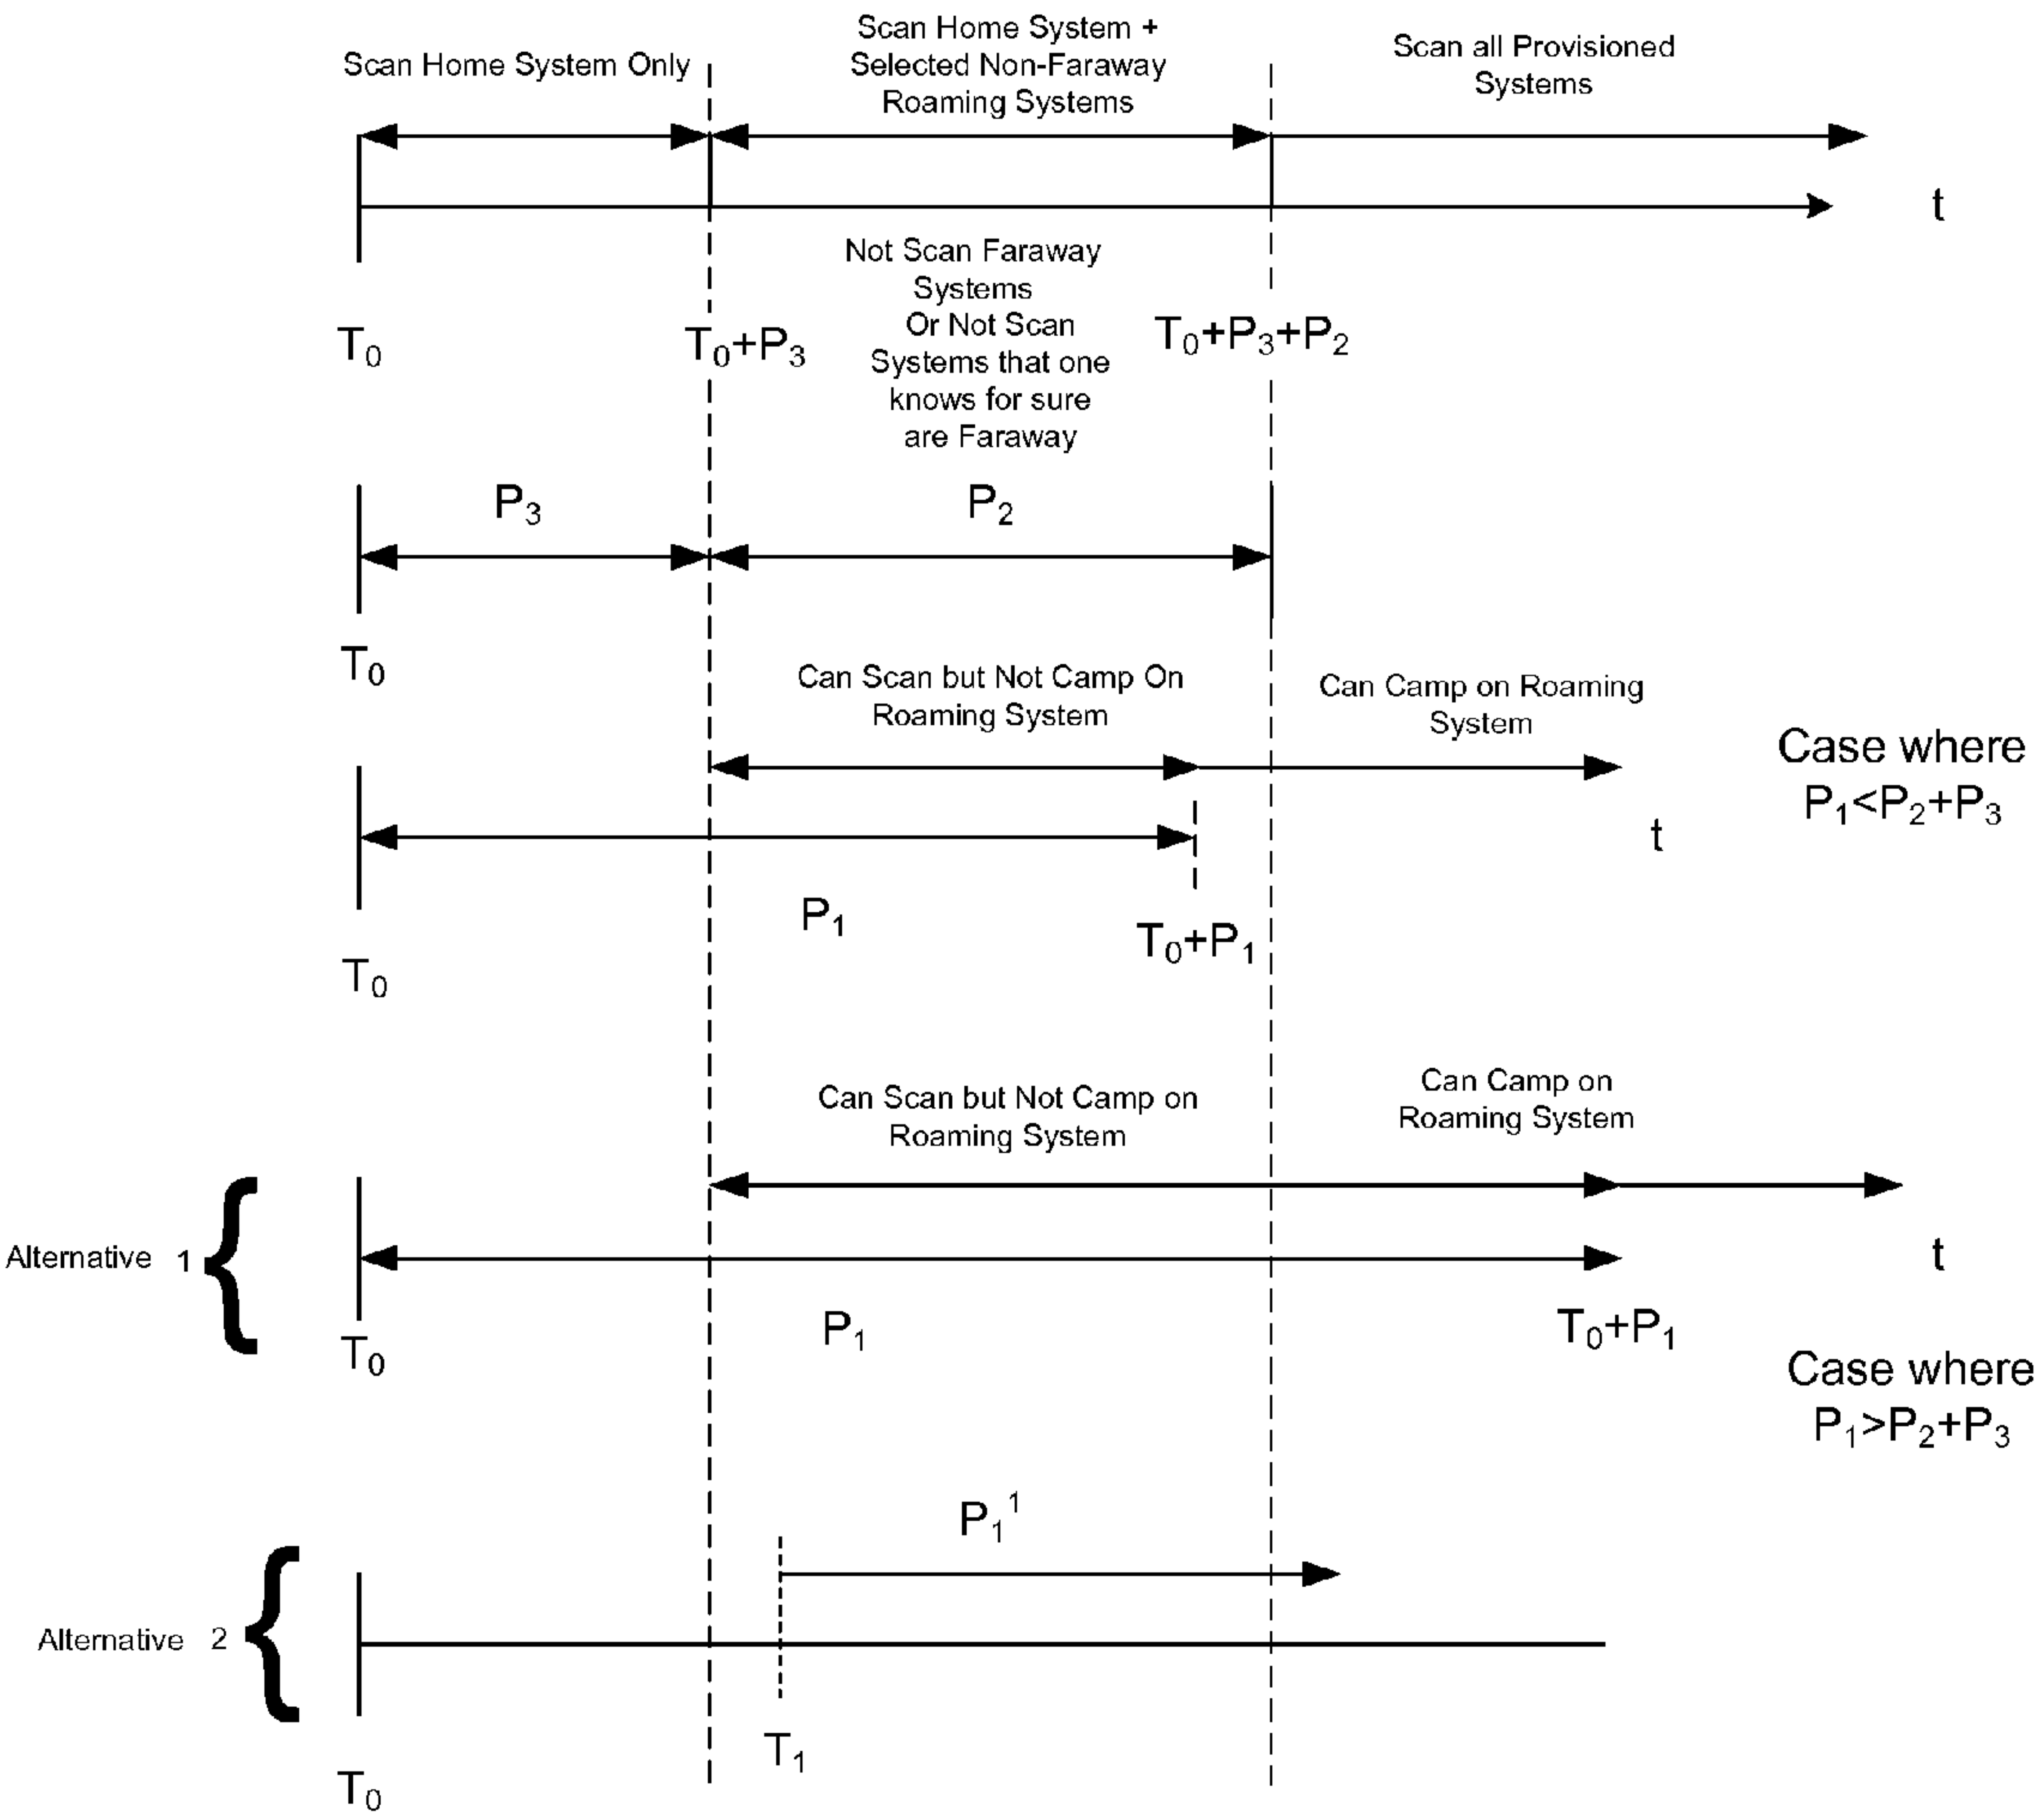 Scan Home System Only
Scan Home System +
Selected Non-Faraway
Roaming Systems
Scan all Provisioned
Systems
t
Not Scan Faraway
Systems
Or Not Scan
Systems that one
knows for sure
are Faraway
T₀
T₀+P₃
T₀+P₃+P₂
P₃
P₂
T₀
Can Scan but Not Camp On
Roaming System
Can Camp on Roaming
System
Case where
P₁<P₂+P₃
t
P₁
T₀+P₁
T₀
Can Scan but Not Camp on
Roaming System
Can Camp on
Roaming System
Alternative 1
t
P₁
T₀+P₁
T₀
Case where
P₁>P₂+P₃
P₁¹
Alternative 2
T₁
T₀